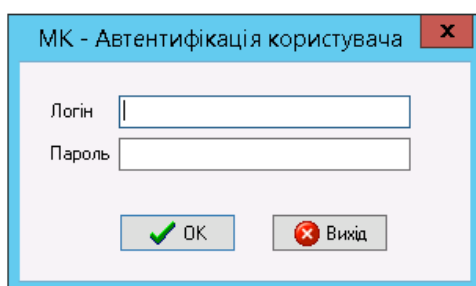 МК - Автентифікація користувача
Логін
Пароль
OK
Вихід